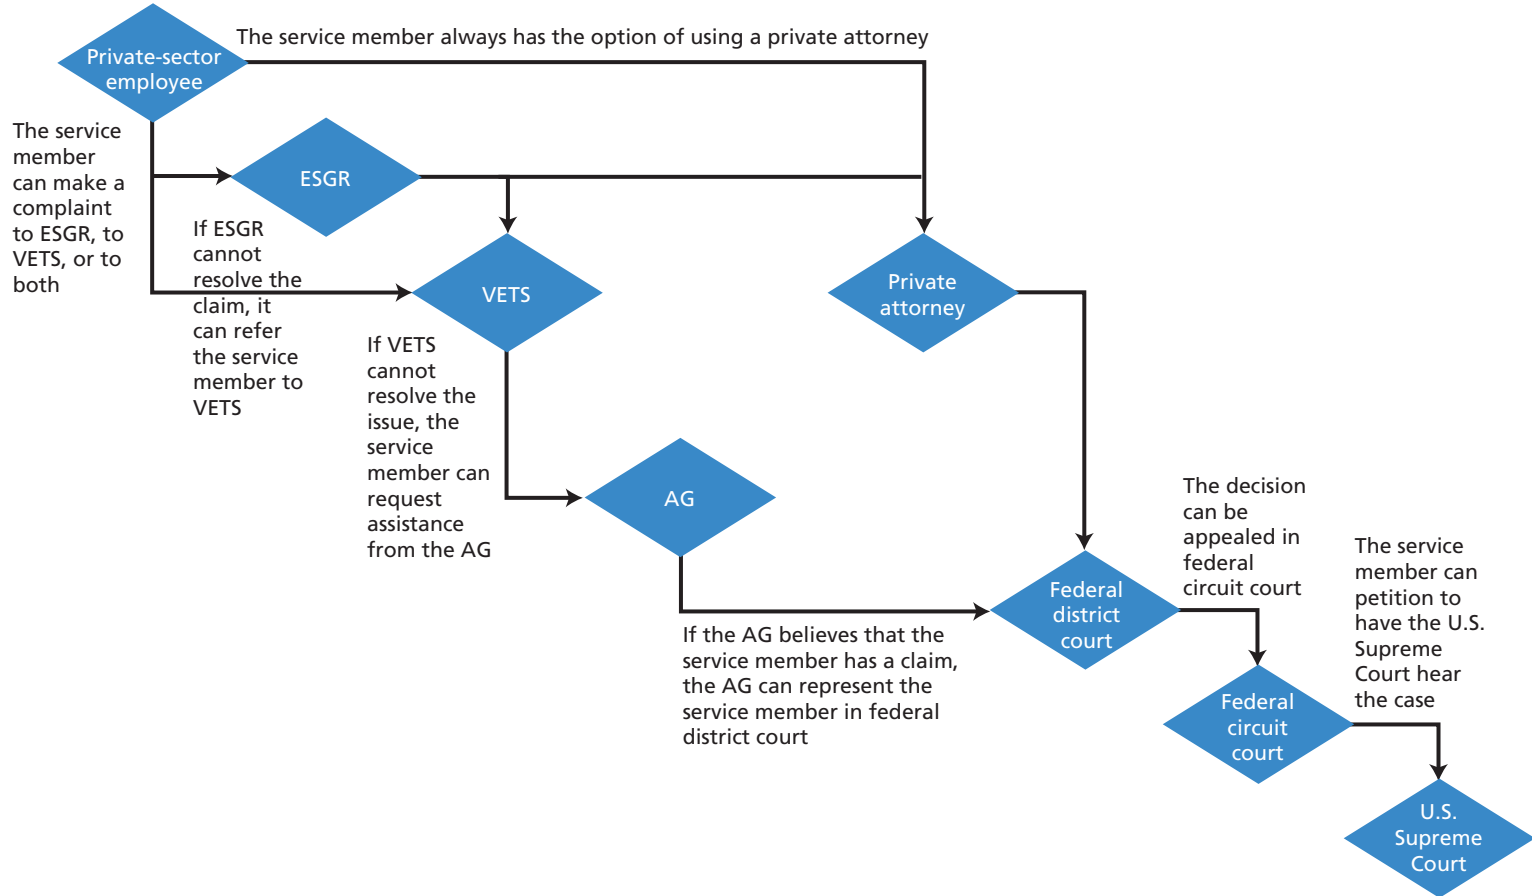 The service member always has the option of using a private attorney
Private-sector
employee
The service
member
can make a
complaint
to ESGR, to
VETS, or to
both
ESGR
If ESGR
cannot
resolve the
claim, it
can refer
the service
member to
VETS
VETS
Private
attorney
If VETS
cannot
resolve the
issue, the
service
member can
request
assistance
from the AG
AG
If the AG believes that the
service member has a claim,
the AG can represent the
service member in federal
district court
Federal
district
court
The decision
can be
appealed in
federal
circuit court
Federal
circuit
court
The service
member can
petition to
have the U.S.
Supreme
Court hear
the case
U.S.
Supreme
Court